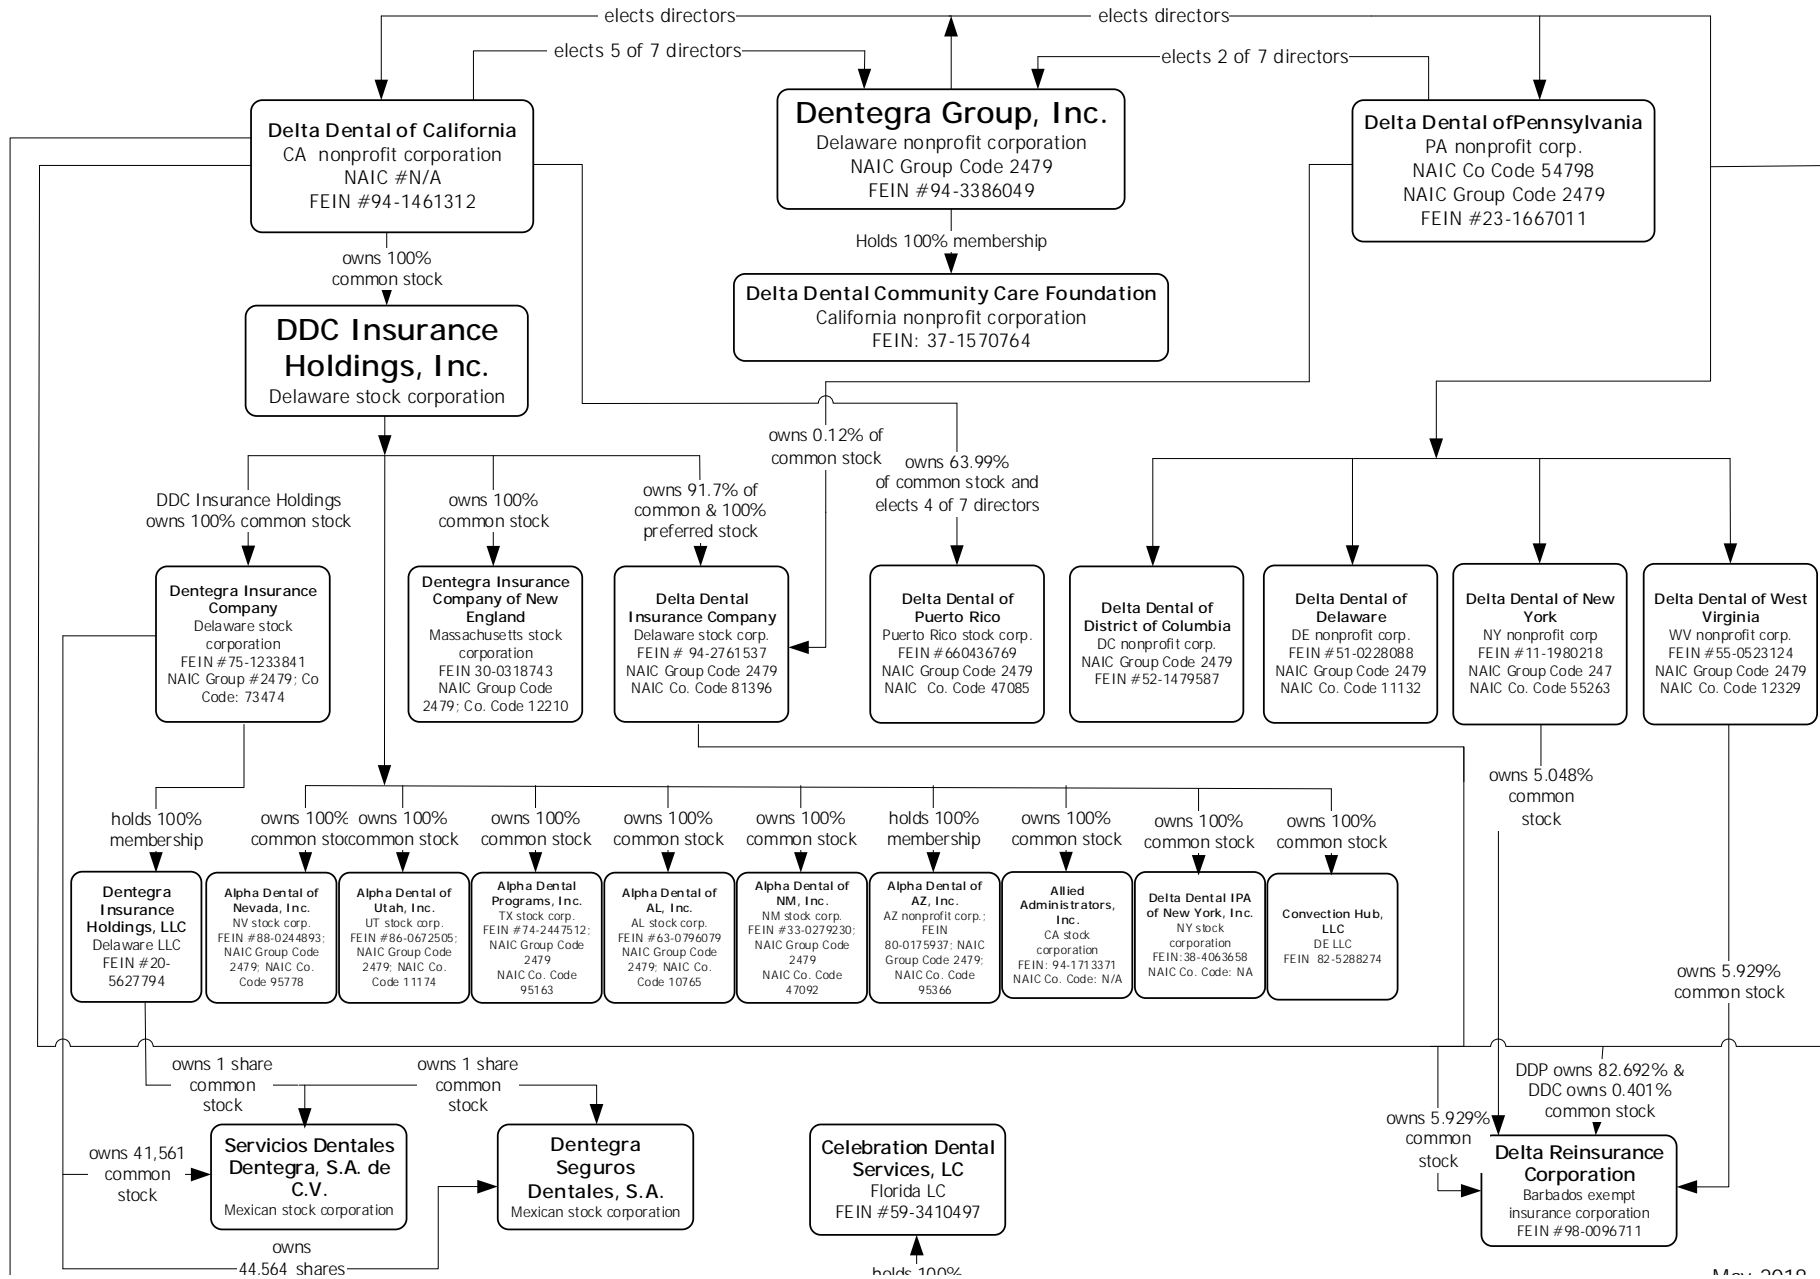 elects directors
elects directors
elects 5 of 7 directors
elects 2 of 7 directors
Delta Dental of California
CA nonprofit corporation
NAIC #N/A
FEIN #94-1461312
Dentegra Group, Inc.
Delaware nonprofit corporation
NAIC Group Code 2479
FEIN #94-3386049
Delta Dental ofPennsylvania
PA nonprofit corp.
NAIC Co Code 54798
NAIC Group Code 2479
FEIN #23-1667011
owns 100%
common stock
Holds 100% membership
DDC Insurance
Holdings, Inc.
Delaware stock corporation
Delta Dental Community Care Foundation
California nonprofit corporation
FEIN: 37-1570764
DDC Insurance Holdings
owns 100% common stock
owns 100%
common stock
owns 91.7% of
common & 100%
preferred stock
owns 0.12% of
common stock
owns 63.99%
of common stock and
elects 4 of 7 directors
Dentegra Insurance
Company
Delaware stock
corporation
FEIN #75-1233841
NAIC Group #2479; Co
Code: 73474
Dentegra Insurance
Company of New
England
Massachusetts stock
corporation
FEIN 30-0318743
NAIC Group Code
2479; Co. Code 12210
Delta Dental
Insurance Company
Delaware stock corp.
FEIN # 94-2761537
NAIC Group Code 2479
NAIC Co. Code 81396
Delta Dental of
Puerto Rico
Puerto Rico stock corp.
FEIN #660436769
NAIC Group Code 2479
NAIC Co. Code 47085
Delta Dental of
District of Columbia
DC nonprofit corp.
NAIC Group Code 2479
FEIN #52-1479587
Delta Dental of
Delaware
DE nonprofit corp.
FEIN #51-0228088
NAIC Group Code 2479
NAIC Co. Code 11132
Delta Dental of New
York
NY nonprofit corp
FEIN #11-1980218
NAIC Group Code 247
NAIC Co. Code 55263
Delta Dental of West
Virginia
WV nonprofit corp.
FEIN #55-0523124
NAIC Group Code 2479
NAIC Co. Code 12329
holds 100%
membership
owns 100%
common stock
owns 100%
common stock
owns 100%
common stock
owns 100%
common stock
owns 100%
common stock
holds 100%
membership
owns 100%
common stock
owns 100%
common stock
owns 100%
common stock
owns 5.048%
common
stock
owns 5.929%
common stock
Dentegra
Insurance
Holdings, LLC
Delaware LLC
FEIN #20-
5627794
Alpha Dental of
Nevada, Inc.
NV stock corp.
FEIN #88-0244893;
NAIC Group Code
2479; NAIC Co.
Code 95778
Alpha Dental of
Utah, Inc.
UT stock corp.
FEIN #86-0672505;
NAIC Group Code
2479; NAIC Co.
Code 11174
Alpha Dental
Programs, Inc.
TX stock corp.
FEIN #74-2447512;
NAIC Group Code
2479
NAIC Co. Code
95163
Alpha Dental of
AL, Inc.
AL stock corp.
FEIN #63-0796079
NAIC Group Code
2479; NAIC Co.
Code 10765
Alpha Dental of
NM, Inc.
NM stock corp.
FEIN #33-0279230;
NAIC Group Code
2479
NAIC Co. Code
47092
Alpha Dental of
AZ, Inc.
AZ nonprofit corp.;
FEIN
80-0175937; NAIC
Group Code 2479;
NAIC Co. Code
95366
Allied
Administrators,
Inc.
CA stock
corporation
FEIN: 94-1713371
NAIC Co. Code: N/A
Delta Dental IPA
of New York, Inc.
NY stock
corporation
FEIN:38-4063658
NAIC Co. Code: NA
Convection Hub,
LLC
DE LLC
FEIN 82-5288274
owns 1 share
common
stock
owns 1 share
common
stock
DDP owns 82.692% &
DDC owns 0.401%
common stock
owns 5.929%
common
stock
owns 41,561
common
stock
Servicios Dentales
Dentegra, S.A. de
C.V.
Mexican stock corporation
Dentegra
Seguros
Dentales, S.A.
Mexican stock corporation
Celebration Dental
Services, LC
Florida LC
FEIN #59-3410497
Delta Reinsurance
Corporation
Barbados exempt
insurance corporation
FEIN #98-0096711
owns
44,564 shares
holds 100%
May 2018